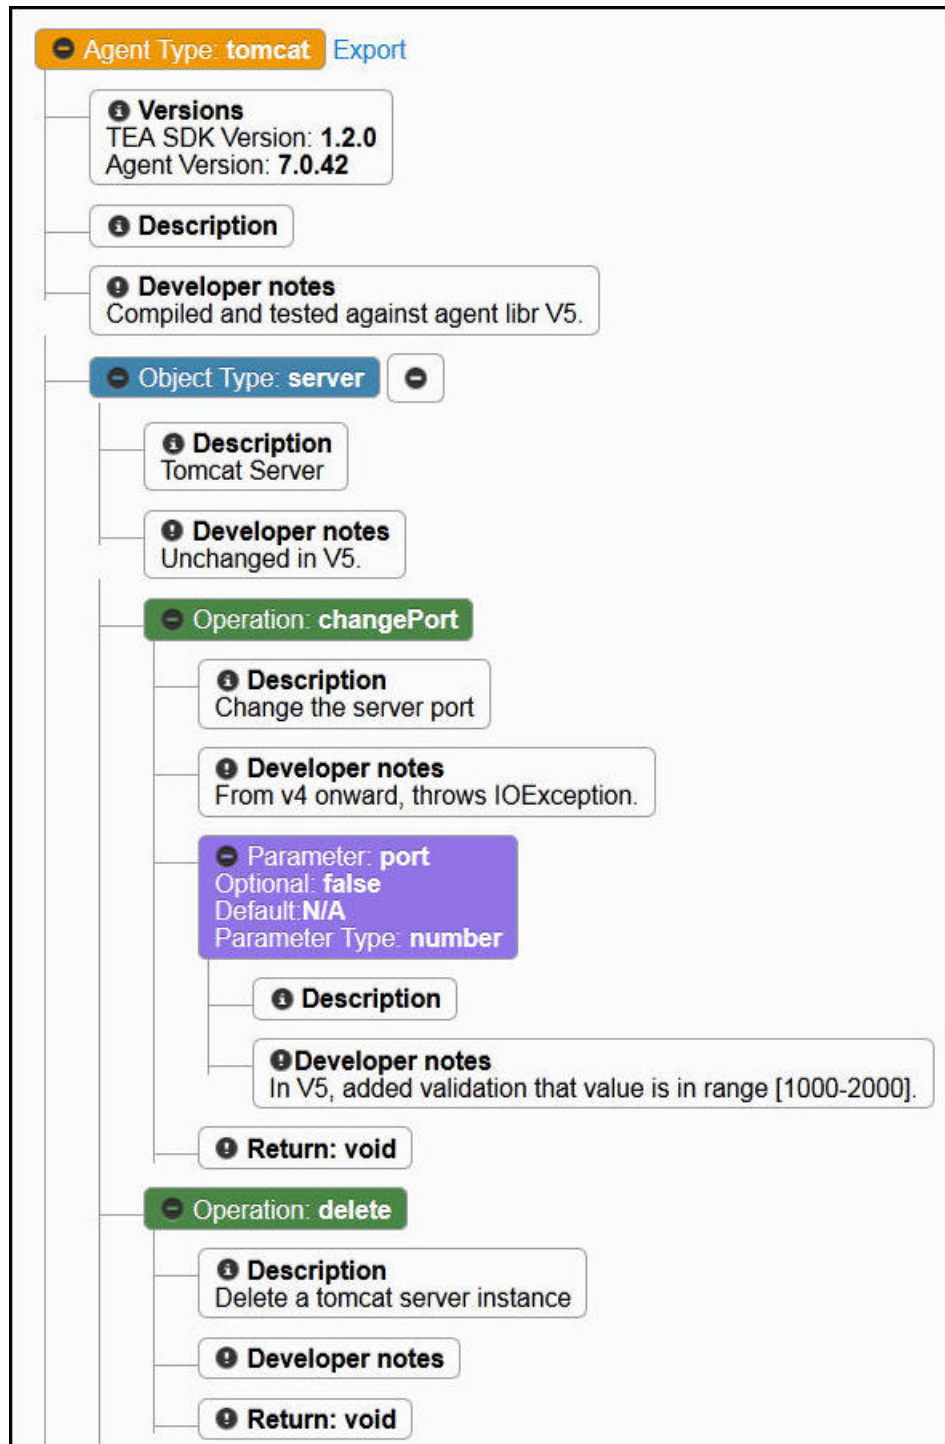 Agent Type: tomcat Export
Versions
TEA SDK Version: 1.2.0
Agent Version: 7.0.42
Description
Developer notes
Compiled and tested against agent libr V5.
Object Type: server
Description
Tomcat Server
Developer notes
Unchanged in V5.
Operation: changePort
Description
Change the server port
Developer notes
From v4 onward, throws IOException.
Parameter: port
Optional: false
Default:N/A
Parameter Type: number
Description
Developer notes
In V5, added validation that value is in range [1000-2000].
Return: void
Operation: delete
Description
Delete a tomcat server instance
Developer notes
Return: void